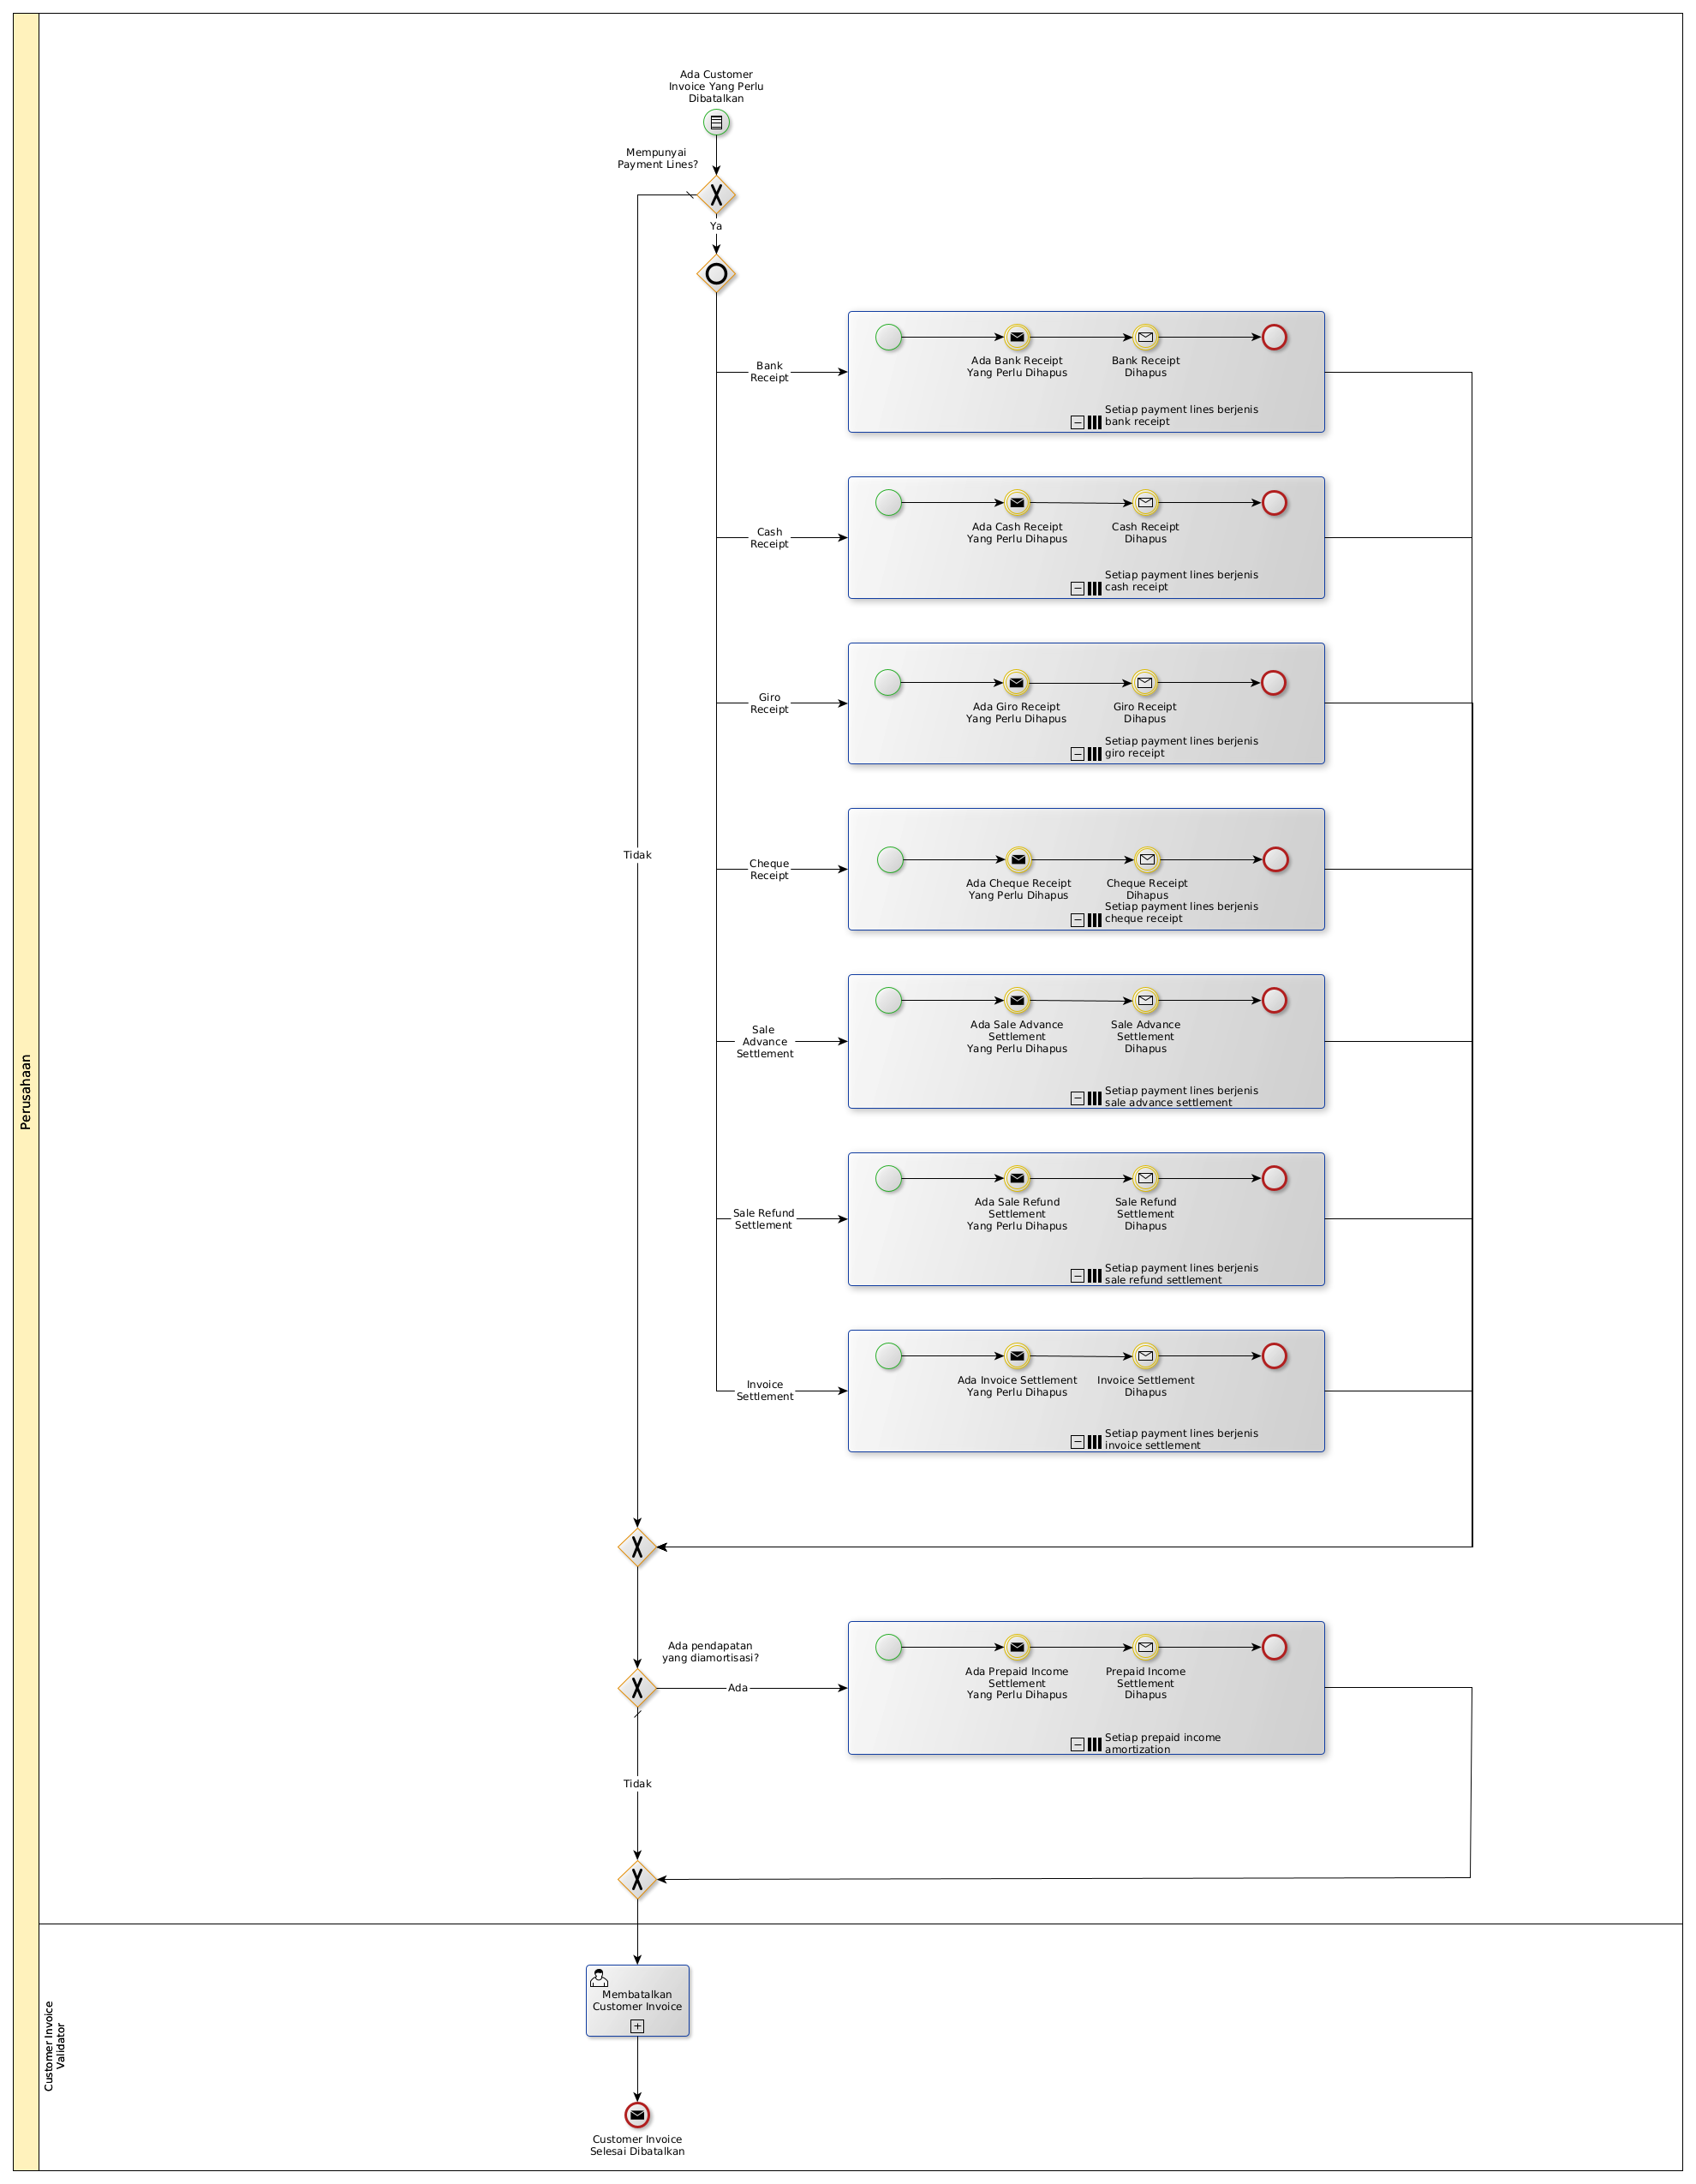 Perusahaan
Ada Customer
Invoice Yang Perlu
Dibatalkan
Mempunyai
Payment Lines?
Ya
Tidak
Bank
Receipt
Ada Bank Receipt
Yang Perlu Dihapus
Bank Receipt
Dihapus
Setiap payment lines berjenis
bank receipt
Cash
Receipt
Ada Cash Receipt
Yang Perlu Dihapus
Cash Receipt
Dihapus
Setiap payment lines berjenis
cash receipt
Giro
Receipt
Ada Giro Receipt
Yang Perlu Dihapus
Giro Receipt
Dihapus
Setiap payment lines berjenis
giro receipt
Cheque
Receipt
Ada Cheque Receipt
Yang Perlu Dihapus
Cheque Receipt
Dihapus
Setiap payment lines berjenis
cheque receipt
Sale
Advance
Settlement
Ada Sale Advance
Settlement
Yang Perlu Dihapus
Sale Advance
Settlement
Dihapus
Setiap payment lines berjenis
sale advance settlement
Sale Refund
Settlement
Ada Sale Refund
Settlement
Yang Perlu Dihapus
Sale Refund
Settlement
Dihapus
Setiap payment lines berjenis
sale refund settlement
Invoice
Settlement
Ada Invoice Settlement
Yang Perlu Dihapus
Invoice Settlement
Dihapus
Setiap payment lines berjenis
invoice settlement
Ada pendapatan
yang diamortisasi?
Ada
Ada Prepaid Income
Settlement
Yang Perlu Dihapus
Prepaid Income
Settlement
Dihapus
Setiap prepaid income
amortization
Tidak
Customer Invoice
Validator
Membatalkan
Customer Invoice
Customer Invoice
Selesai Dibatalkan